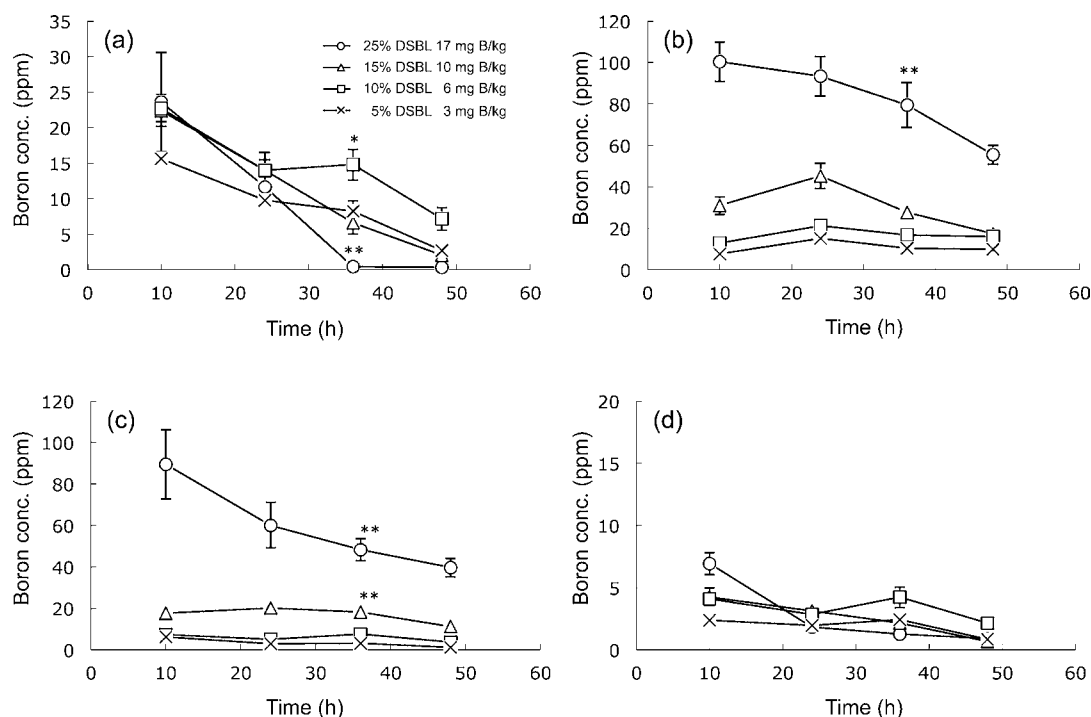 (a)
35
30
25
20
15
10
5
0
Boron conc. (ppm)
25% DSBL 17 mg B/kg
15% DSBL 10 mg B/kg
10% DSBL 6 mg B/kg
5% DSBL 3 mg B/kg
*
**
0 10 20 30 40 50 60
Time (h)
(b)
120
100
80
60
40
20
0
Boron conc. (ppm)
**
0 10 20 30 40 50 60
Time (h)
(c)
120
100
80
60
40
20
0
Boron conc. (ppm)
**
**
0 10 20 30 40 50 60
Time (h)
(d)
20
15
10
5
0
Boron conc. (ppm)
0 10 20 30 40 50 60
Time (h)